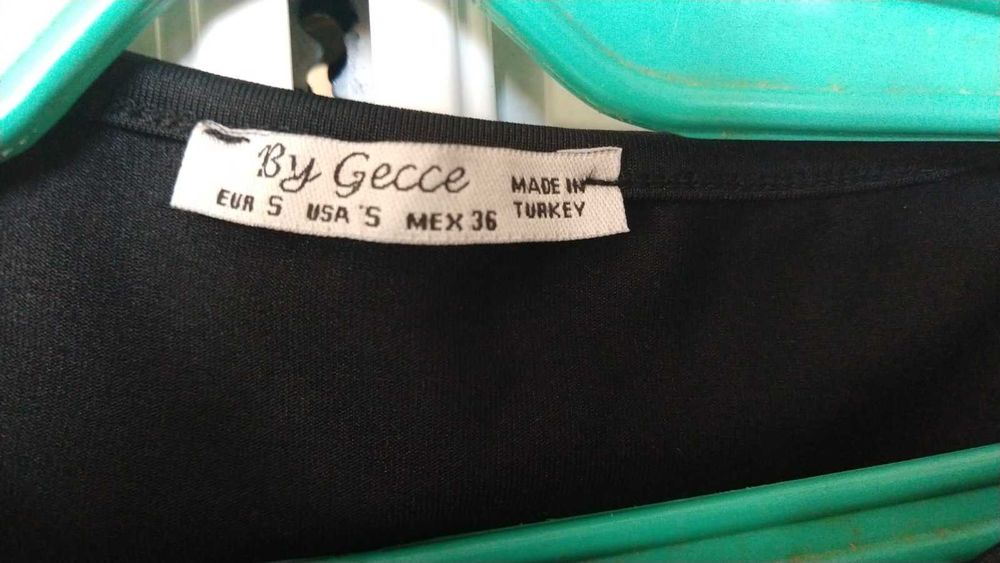 By Gecce
EUR S USA S MEX 36
MADE IN
TURKEY